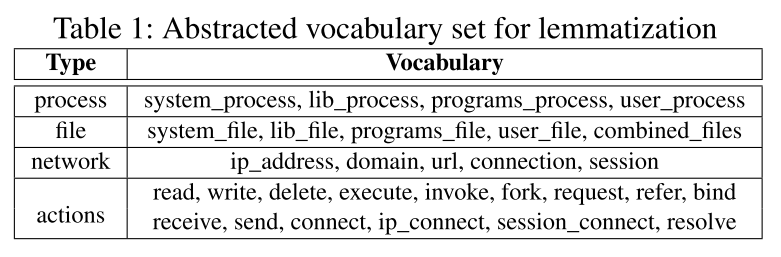 Table 1: Abstracted vocabulary set for lemmatization
Type Vocabulary
process system_process, lib_process, programs_process, user_process
file system_file, lib_file, programs_file, user_file, combined_files
network ip_address, domain, url, connection, session
actions read, write, delete, execute, invoke, fork, request, refer, bind
receive, send, connect, ip_connect, session_connect, resolve